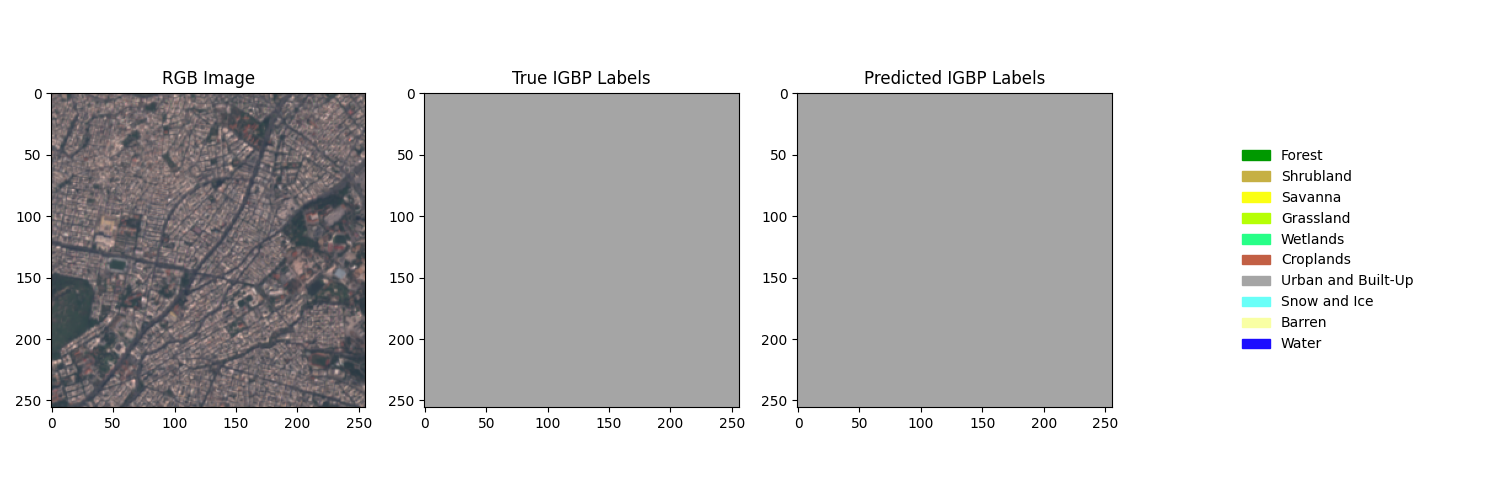 RGB Image
True IGBP Labels
Predicted IGBP Labels
0
50
100
150
200
250
0 50 100 150 200 250
0
50
100
150
200
250
0 50 100 150 200 250
0
50
100
150
200
250
0 50 100 150 200 250
Forest
Shrubland
Savanna
Grassland
Wetlands
Croplands
Urban and Built-Up
Snow and Ice
Barren
Water